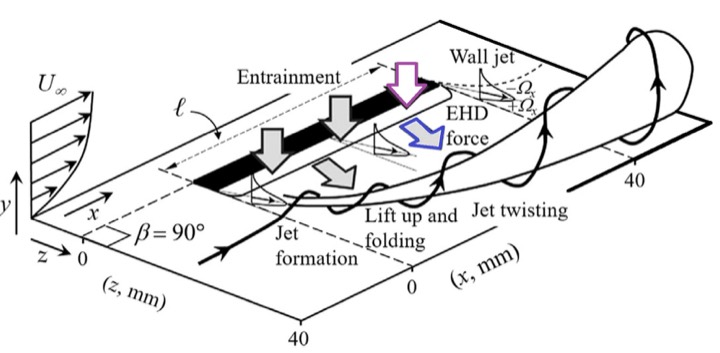 Wall jet
U∞
Entrainment
−Ωx
+Ωx
ℓ
EHD
force
y
x
40
β= 90°
Lift up and
folding
Jet twisting
Jet
formation
z
0
(z, mm)
(x, mm)
0
40